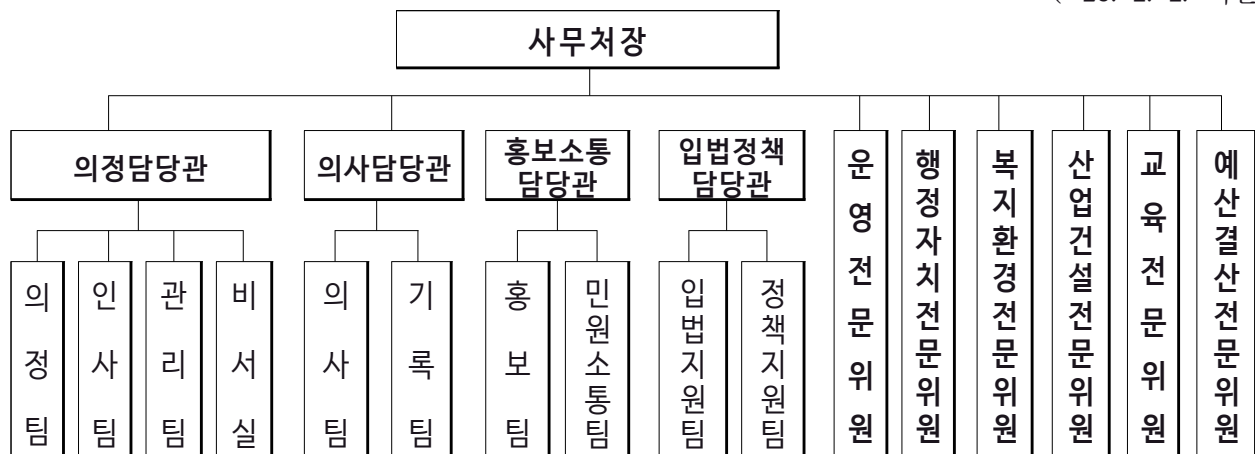 사무처장
의정담당관
의사담당관
홍보소통
담당관
입법정책
담당관
운영전문위원
행정자치전문위원
복지환경전문위원
산업건설전문위원
교육전문위원
예산결산전문위원
의정팀
인사팀
관리팀
비서실
의사팀
기록팀
홍보팀
민원소통팀
입법지원팀
정책지원팀